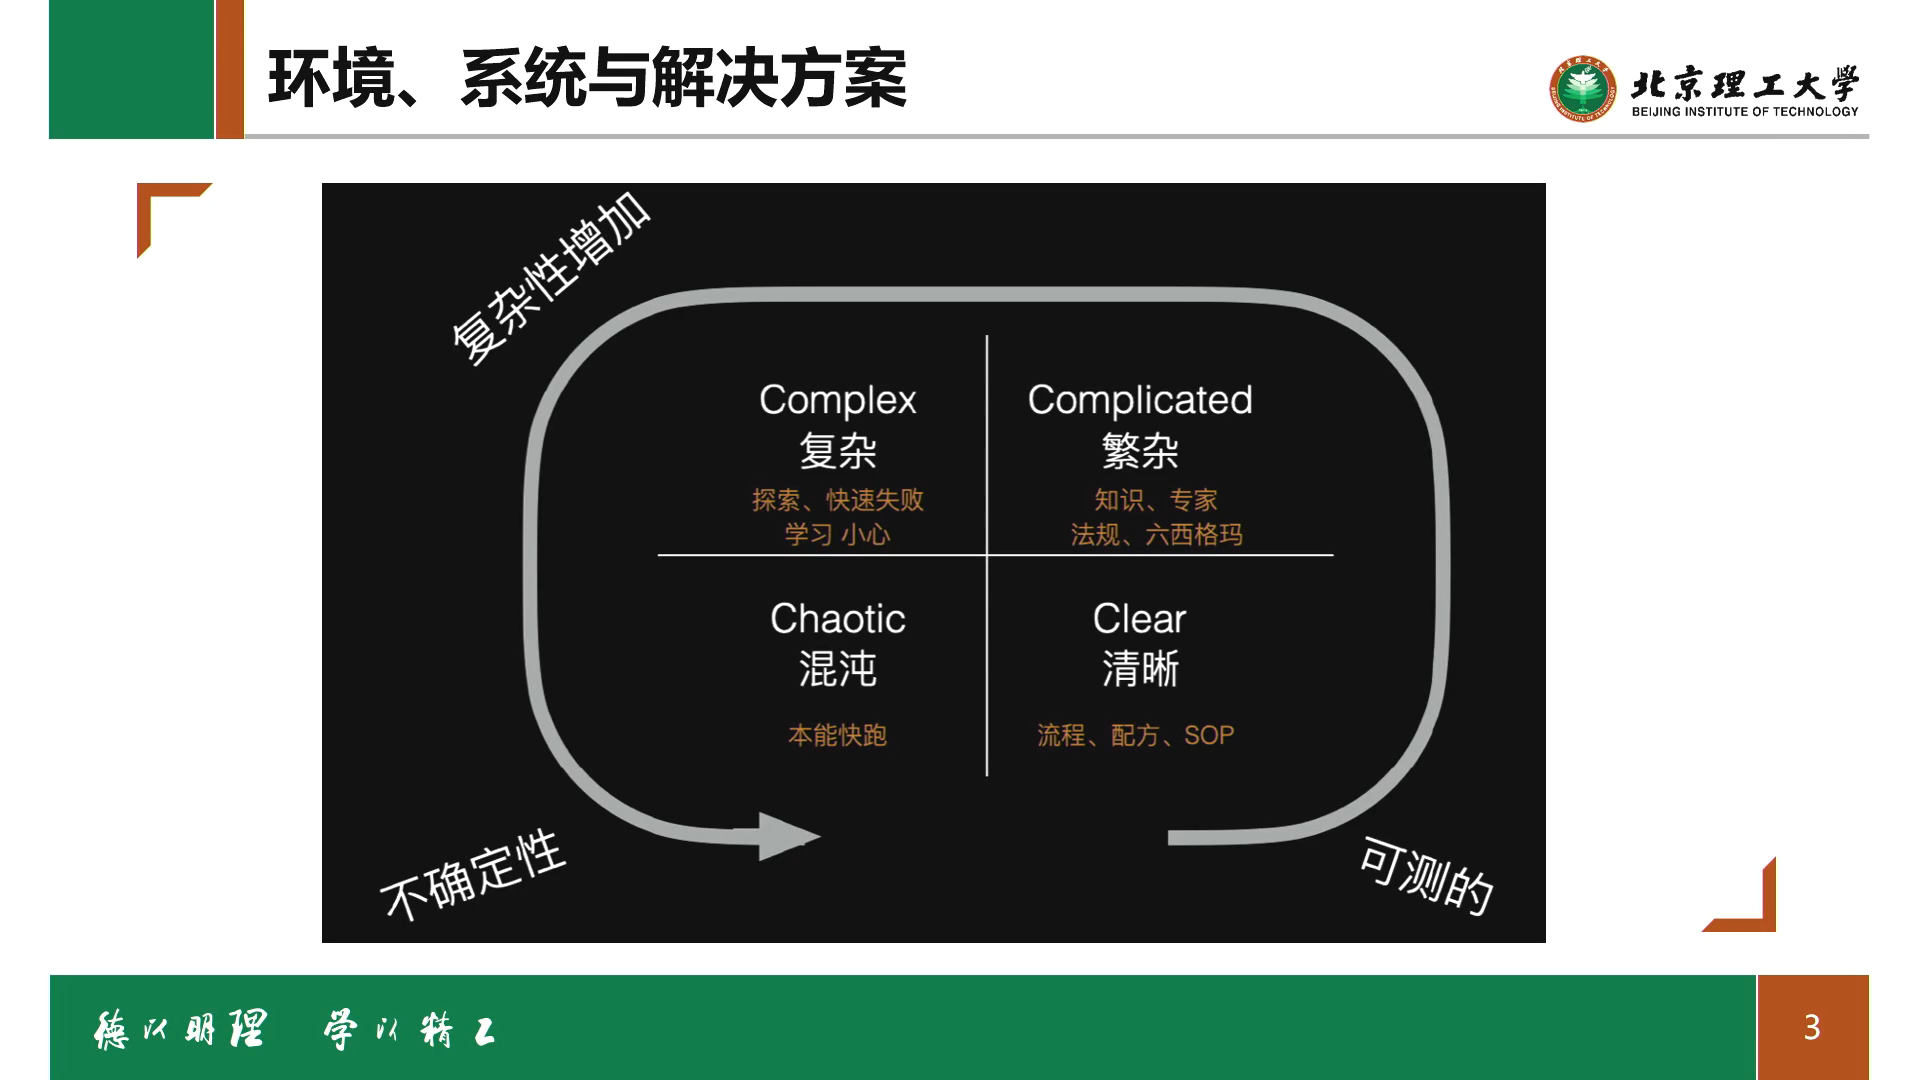 环境、系统与解决方案
北京理工大学
BEIJING INSTITUTE OF TECHNOLOGY
复杂性增加
Complex
复杂
探索、快速失败
学习 小心
Complicated
繁杂
知识、专家
法规、六西格玛
Chaotic
混沌
本能快跑
Clear
清晰
流程、配方、SOP
不确定性
可测的
德以明理 学以精工
3